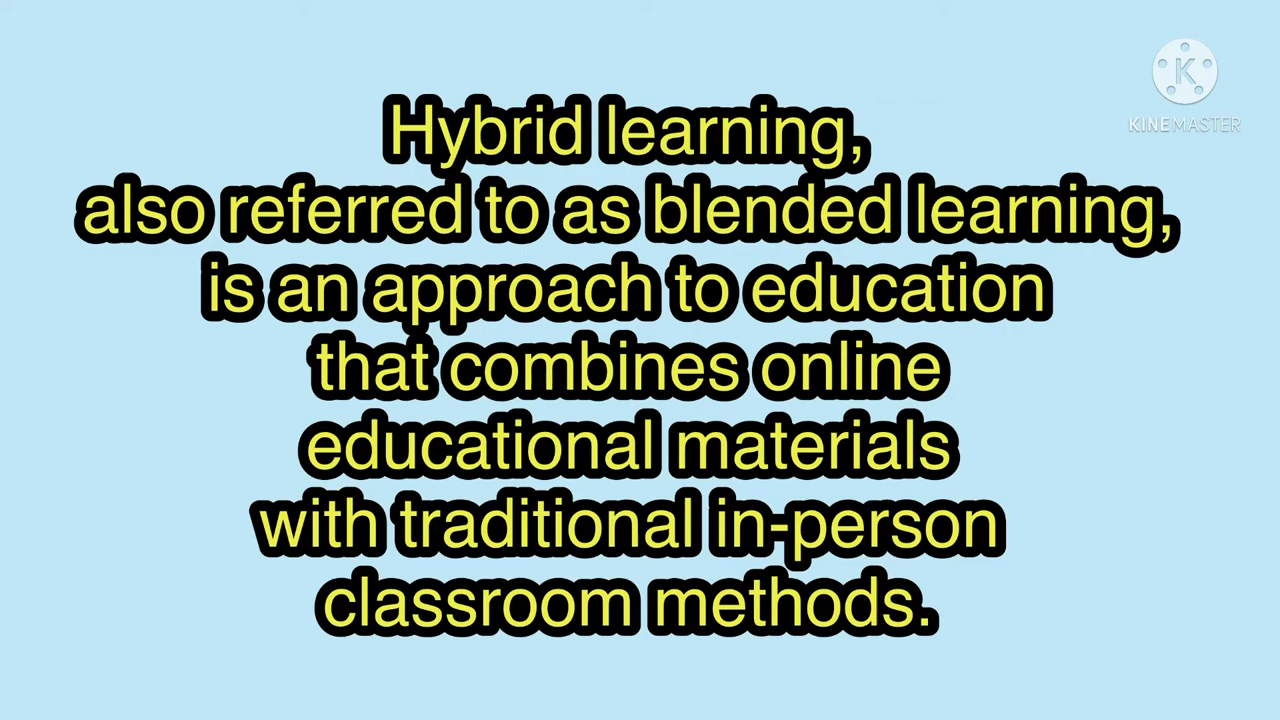 K
KINEMASTER
Hybrid learning,
also referred to as blended learning,
is an approach to education
that combines online
educational materials
with traditional in-person
classroom methods.